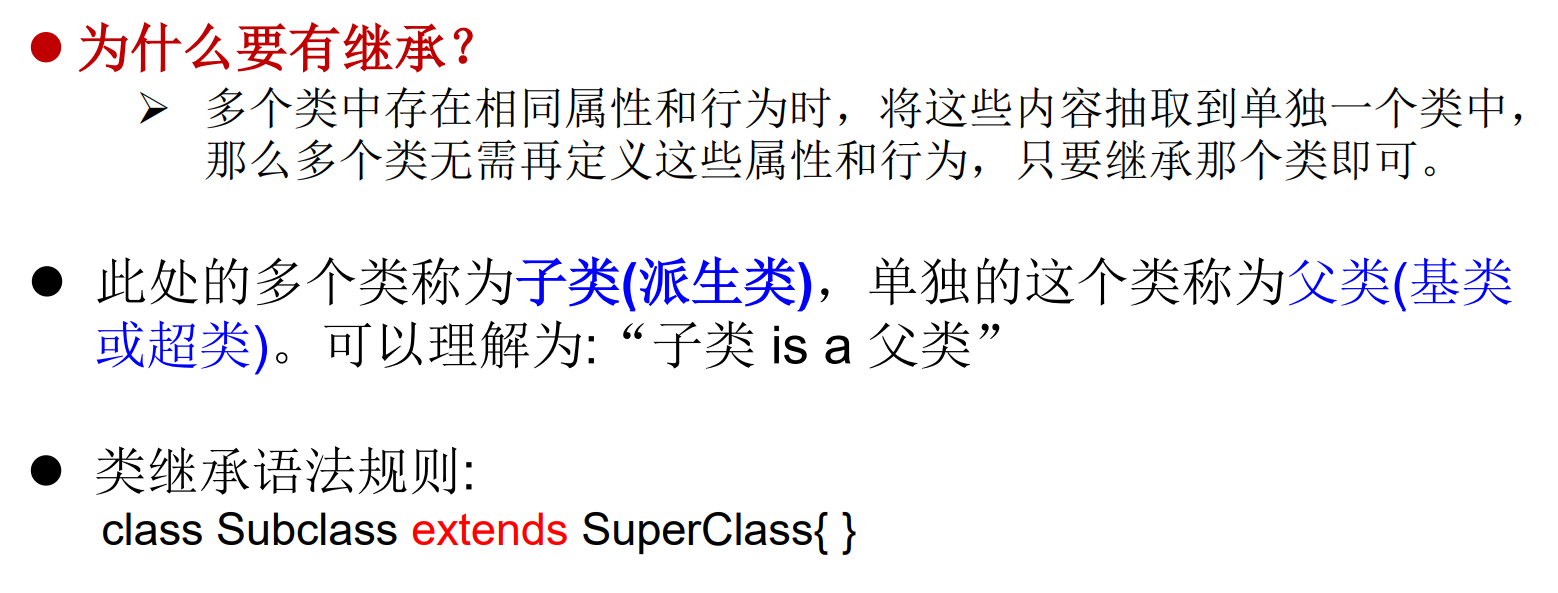 为什么要有继承？
多个类中存在相同属性和行为时，将这些内容抽取到单独一个类中，
那么多个类无需再定义这些属性和行为，只要继承那个类即可。
此处的多个类称为子类(派生类)，单独的这个类称为父类(基类
或超类)。可以理解为:“子类 is a 父类”
类继承语法规则:
class Subclass extends SuperClass{ }